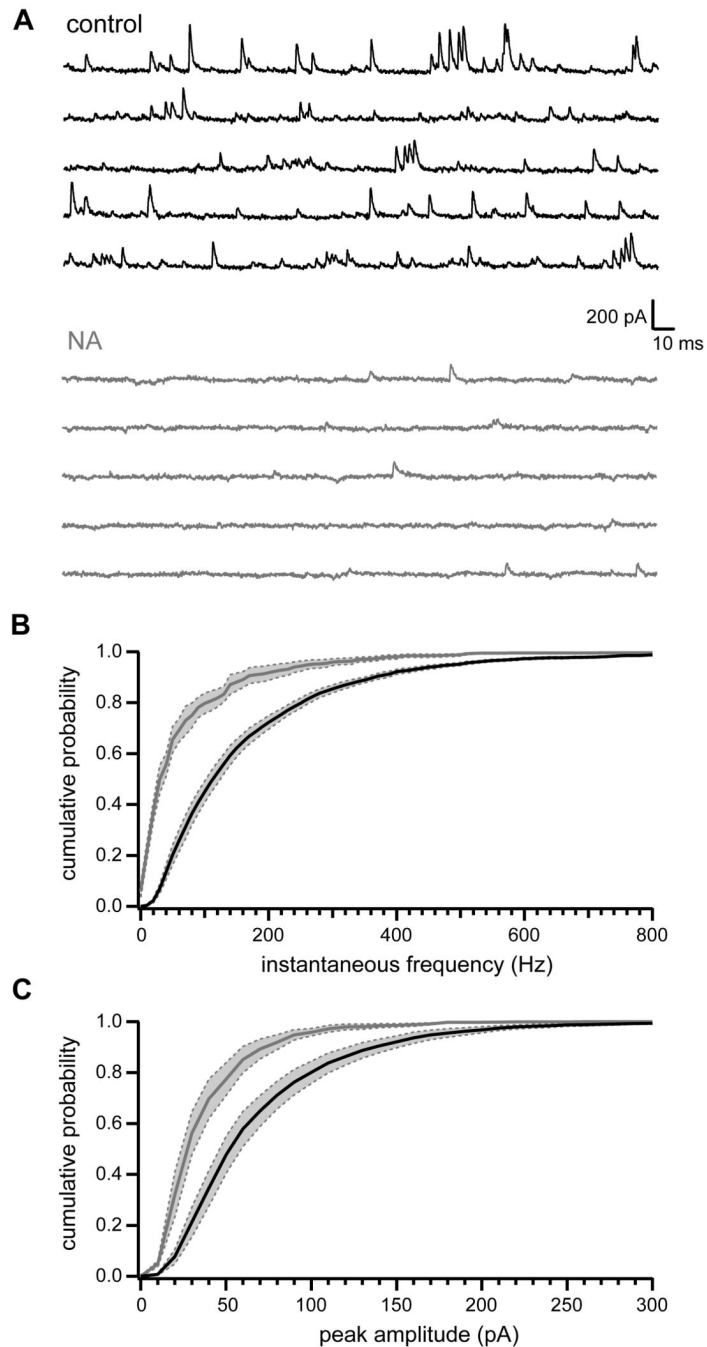 A
control
200 pA
10 ms
NA
B
cumulative probability
1.0
0.8
0.6
0.4
0.2
0.0
0 200 400 600 800
instantaneous frequency (Hz)
C
cumulative probability
1.0
0.8
0.6
0.4
0.2
0.0
0 50 100 150 200 250 300
peak amplitude (pA)